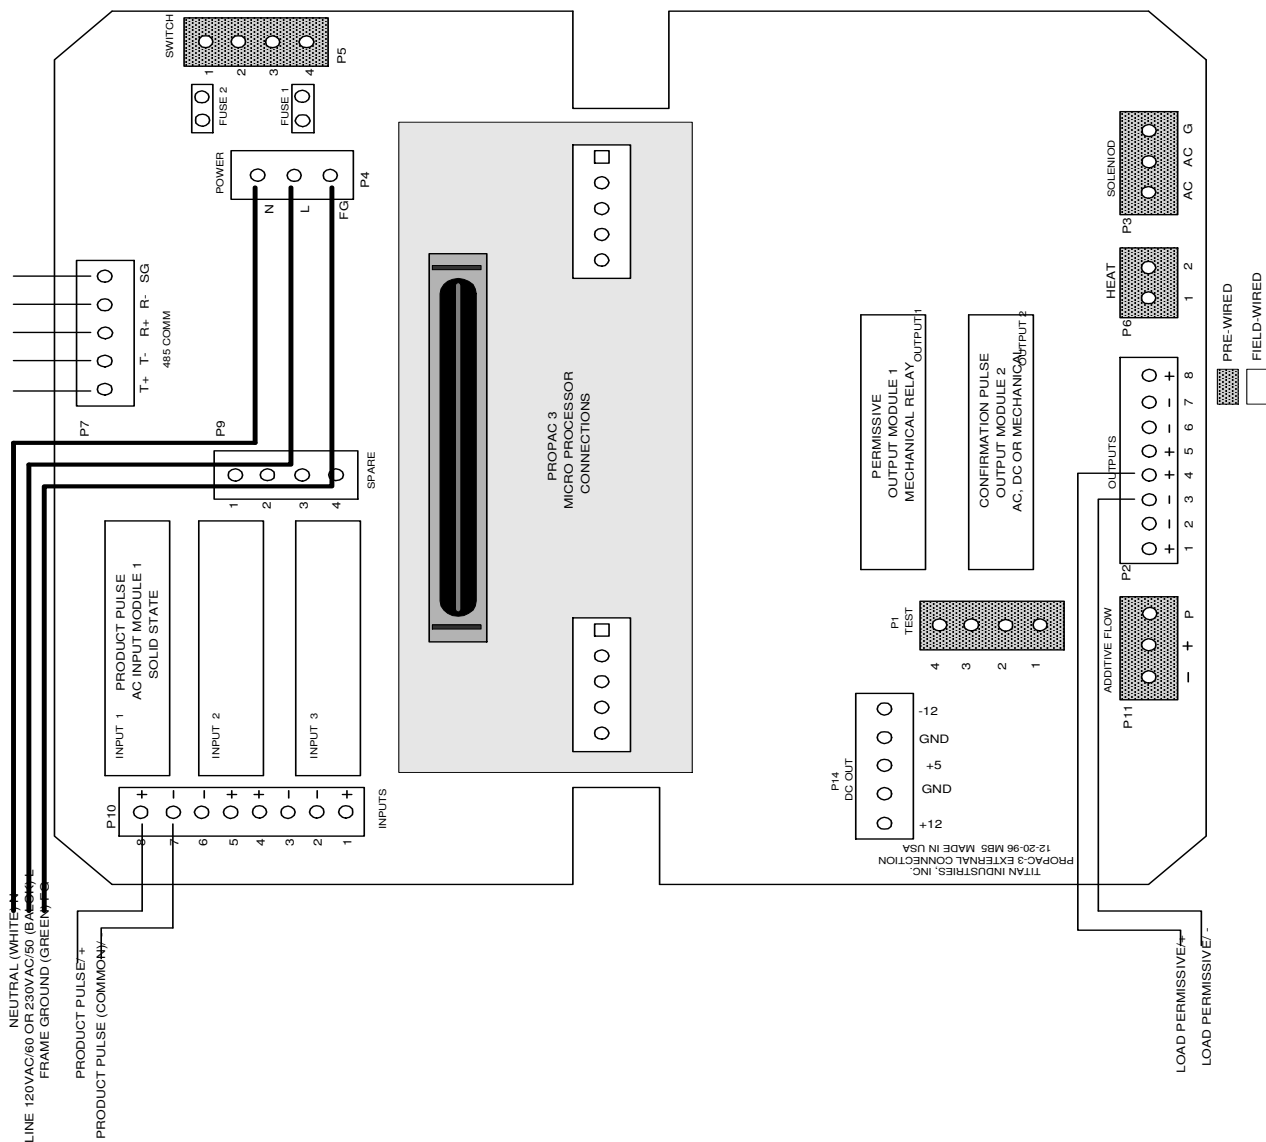 SWITCH
1
2
3
4
P5
FUSE 2
FUSE 1
POWER
N
L
FG
P4
T+
T-
R+
R-
SG
485 COMM
P7
P9
1
2
3
4
SPARE
INPUT 1
PRODUCT PULSE
AC INPUT MODULE 1
SOLID STATE
INPUT 2
INPUT 3
P10
+
-
-
+
+
-
-
+
8
7
6
5
4
3
2
1
INPUTS
PROPAC 3
MICRO PROCESSOR
CONNECTIONS
PERMISSIVE
OUTPUT MODULE 1
MECHANICAL RELAY
OUTPUT 1
CONFIRMATION PULSE
OUTPUT MODULE 2
AC, DC OR MECHANICAL
OUTPUT 2
P1
TEST
4
3
2
1
P14
DC OUT
-12
GND
+5
GND
+12
TITAN INDUSTRIES, INC.
PROPAC-3 EXTERNAL CONNECTION
12-20-96 MB5 MADE IN USA
SOLENIOD
P3
AC
AC
G
HEAT
P6
1
2
OUTPUTS
P2
+
-
-
+
+
-
-
+
1
2
3
4
5
6
7
8
ADDITIVE FLOW
P11
-
+
P
PRE-WIRED
FIELD-WIRED
NEUTRAL (WHITE)/ N
LINE 120VAC/60 OR 230VAC/50 (BALCK)/ L
FRAME GROUND (GREEN)/ FG
PRODUCT PULSE/ +
PRODUCT PULSE (COMMON)/ -
LOAD PERMISSIVE/+
LOAD PERMISSIVE/ -